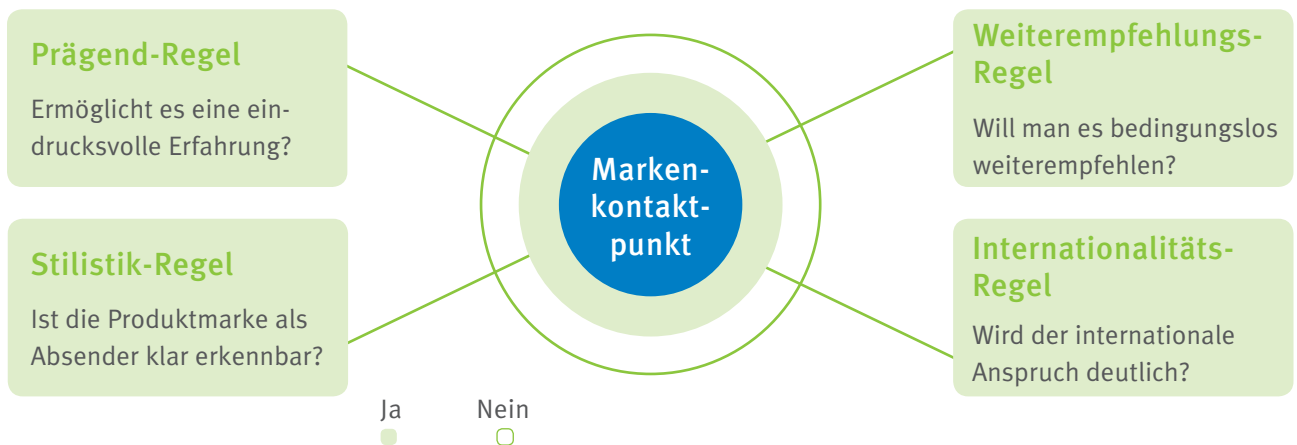 Prägend-Regel
Ermöglicht es eine ein-
drucksvolle Erfahrung?
Stilistik-Regel
Ist die Produktmarke als
Absender klar erkennbar?
Marken-
kontakt-
punkt
Weiterempfehlungs-
Regel
Will man es bedingungslos
weiterempfehlen?
Internationalitäts-
Regel
Wird der internationale
Anspruch deutlich?
Ja Nein